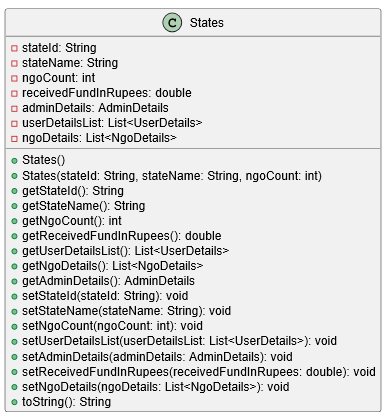 C States
stateId: String
stateName: String
ngoCount: int
receivedFundInRupees: double
adminDetails: AdminDetails
userDetailsList: List<UserDetails>
ngoDetails: List<NgoDetails>
States()
States(stateId: String, stateName: String, ngoCount: int)
getStateId(): String
getStateName(): String
getNgoCount(): int
getReceivedFundInRupees(): double
getUserDetailsList(): List<UserDetails>
getNgoDetails(): List<NgoDetails>
getAdminDetails(): AdminDetails
setStateId(stateId: String): void
setStateName(stateName: String): void
setNgoCount(ngoCount: int): void
setUserDetailsList(userDetailsList: List<UserDetails>): void
setAdminDetails(adminDetails: AdminDetails): void
setReceivedFundInRupees(receivedFundInRupees: double): void
setNgoDetails(ngoDetails: List<NgoDetails>): void
toString(): String